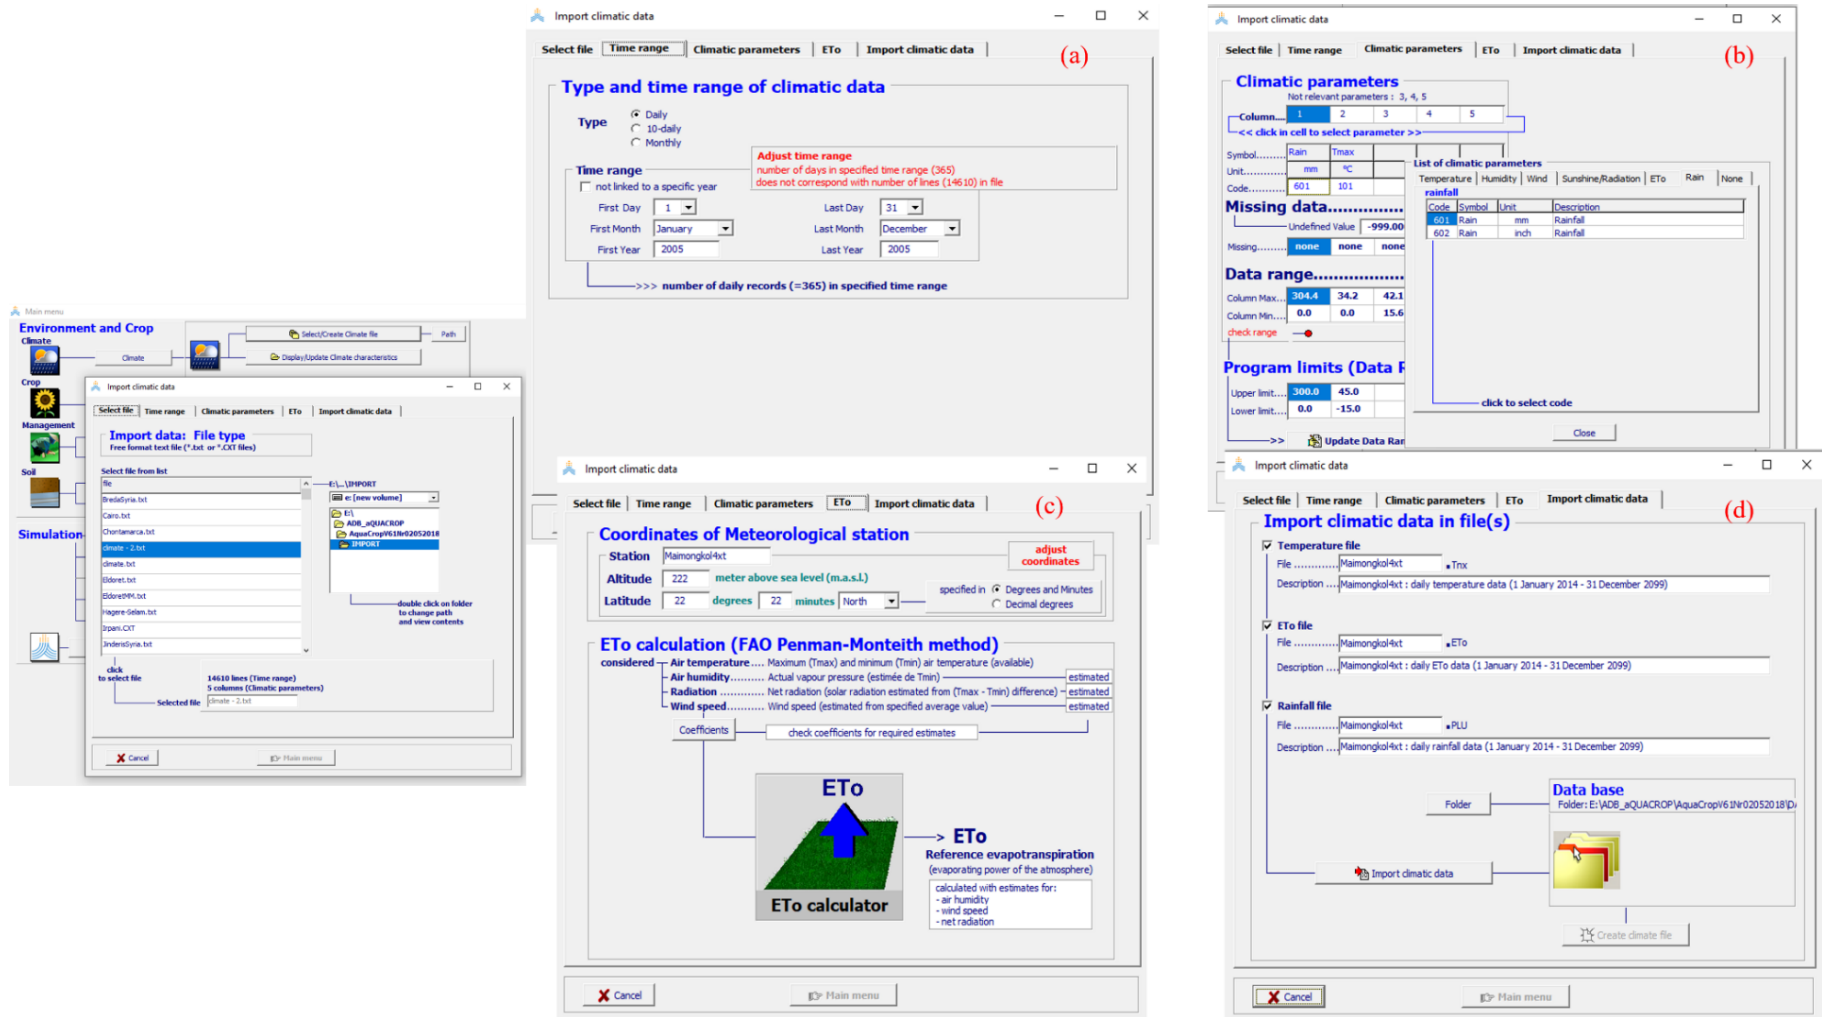 Main menu
Environment and Crop
Climate
Climate
Select/Create Climate file
Path
Display/Update Climate characteristics
Crop
Management
Soil
Simulation
Import climatic data
Select file
Time range
Climatic parameters
ETo
Import climatic data
Import data: File type
Free format text file (*.txt or *.CXT files)
Select file from list
file
BredaSyria.txt
Cairo.txt
Chontamarca.txt
climate - 2.txt
climate.txt
Eldoret.txt
EldoretMM.txt
Hagere-Selam.txt
Irpani.CXT
JinderisSyria.txt
E:\...\IMPORT
e: [new volume]
E:\
ADB_aQUACROP
AquaCropV61Nr02052018
IMPORT
double click on folder
to change path
and view contents
click
to select file
14610 lines (Time range)
5 columns (Climatic parameters)
Selected file
climate - 2.txt
Cancel
Main menu
Import climatic data
Select file
Time range
Climatic parameters
ETo
Import climatic data
(a)
Type and time range of climatic data
Type
Daily
10-daily
Monthly
Adjust time range
number of days in specified time range (365)
does not correspond with number of lines (14610) in file
Time range
not linked to a specific year
First Day 1
Last Day 31
First Month January
Last Month December
First Year 2005
Last Year 2005
>>> number of daily records (=365) in specified time range
Import climatic data
Select file
Time range
Climatic parameters
ETo
Import climatic data
(b)
Climatic parameters
Not relevant parameters : 3, 4, 5
Column.... 1 2 3 4 5
<< click in cell to select parameter >>
Symbol......... Rain Tmax
Unit............. mm ºC
Code........... 601 101
Missing data...............
Undefined Value -999.00
Missing......... none none none
Data range.................
Column Max... 304.4 34.2 42.1
Column Min.... 0.0 0.0 15.6
check range
Program limits (Data R
Upper limit.... 300.0 45.0
Lower limit.... 0.0 -15.0
>> Update Data Ran
List of climatic parameters
Temperature
Humidity
Wind
Sunshine/Radiation
ETo
Rain
None
rainfall
Code Symbol Unit Description
601 Rain mm Rainfall
602 Rain inch Rainfall
click to select code
Close
Import climatic data
Select file
Time range
Climatic parameters
ETo
Import climatic data
(c)
Coordinates of Meteorological station
Station Maimongkol4xt
adjust
coordinates
Altitude 222 meter above sea level (m.a.s.l.)
Latitude 22 degrees 22 minutes North
specified in
Degrees and Minutes
Decimal degrees
ETo calculation (FAO Penman-Monteith method)
considered
Air temperature .... Maximum (Tmax) and minimum (Tmin) air temperature (available)
Air humidity......... Actual vapour pressure (estimée de Tmin) estimated
Radiation ............ Net radiation (solar radiation estimated from (Tmax - Tmin) difference) estimated
Wind speed........... Wind speed (estimated from specified average value) estimated
Coefficients
check coefficients for required estimates
ETo
ETo calculator
> ETo
Reference evapotranspiration
(evaporating power of the atmosphere)
calculated with estimates for:
- air humidity
- wind speed
- net radiation
Cancel
Main menu
Import climatic data
Select file
Time range
Climatic parameters
ETo
Import climatic data
(d)
Import climatic data in file(s)
Temperature file
File ............ Maimongkol4xt .Tnx
Description .... Maimongkol4xt : daily temperature data (1 January 2014 - 31 December 2099)
ETo file
File ............ Maimongkol4xt .ETo
Description .... Maimongkol4xt : daily ETo data (1 January 2014 - 31 December 2099)
Rainfall file
File ............ Maimongkol4xt .PLU
Description .... Maimongkol4xt : daily rainfall data (1 January 2014 - 31 December 2099)
Folder
Data base
Folder: E:\ADB_aQUACROP\AquaCropV61Nr02052018\DA
Import climatic data
Create climate file
Cancel
Main menu